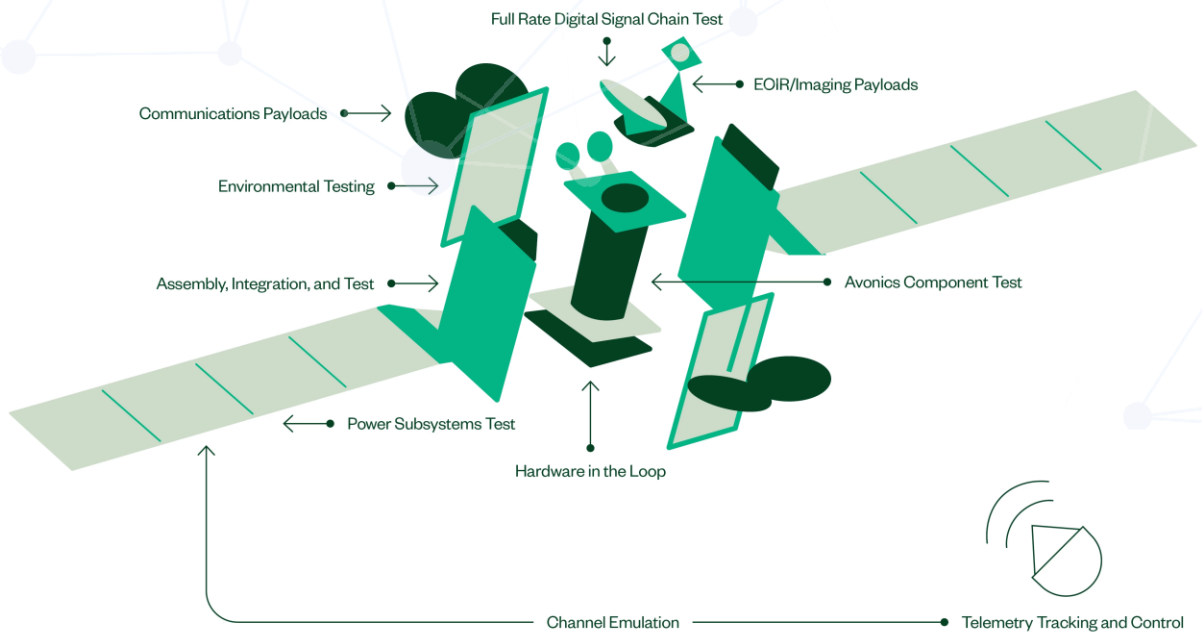 Full Rate Digital Signal Chain Test
EOIR/Imaging Payloads
Communications Payloads
Environmental Testing
Assembly, Integration, and Test
Avonics Component Test
Power Subsystems Test
Hardware in the Loop
Channel Emulation
Telemetry Tracking and Control